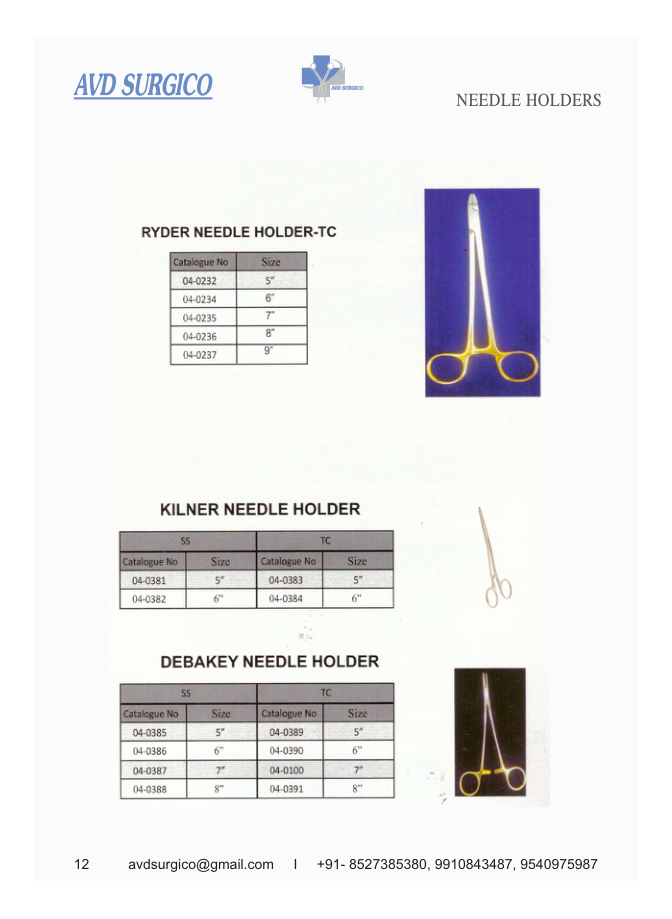 AVD SURGICO
AVD SURGICO
NEEDLE HOLDERS
RYDER NEEDLE HOLDER-TC
Catalogue No Size
04-0232 5"
04-0234 6"
04-0235 7"
04-0236 8"
04-0237 9"
KILNER NEEDLE HOLDER
SS TC
Catalogue No Size Catalogue No Size
04-0381 5" 04-0383 5"
04-0382 6" 04-0384 6"
DEBAKEY NEEDLE HOLDER
SS TC
Catalogue No Size Catalogue No Size
04-0385 5" 04-0389 5"
04-0386 6" 04-0390 6"
04-0387 7" 04-0100 7"
04-0388 8" 04-0391 8"
12 avdsurgico@gmail.com I +91- 8527385380, 9910843487, 9540975987